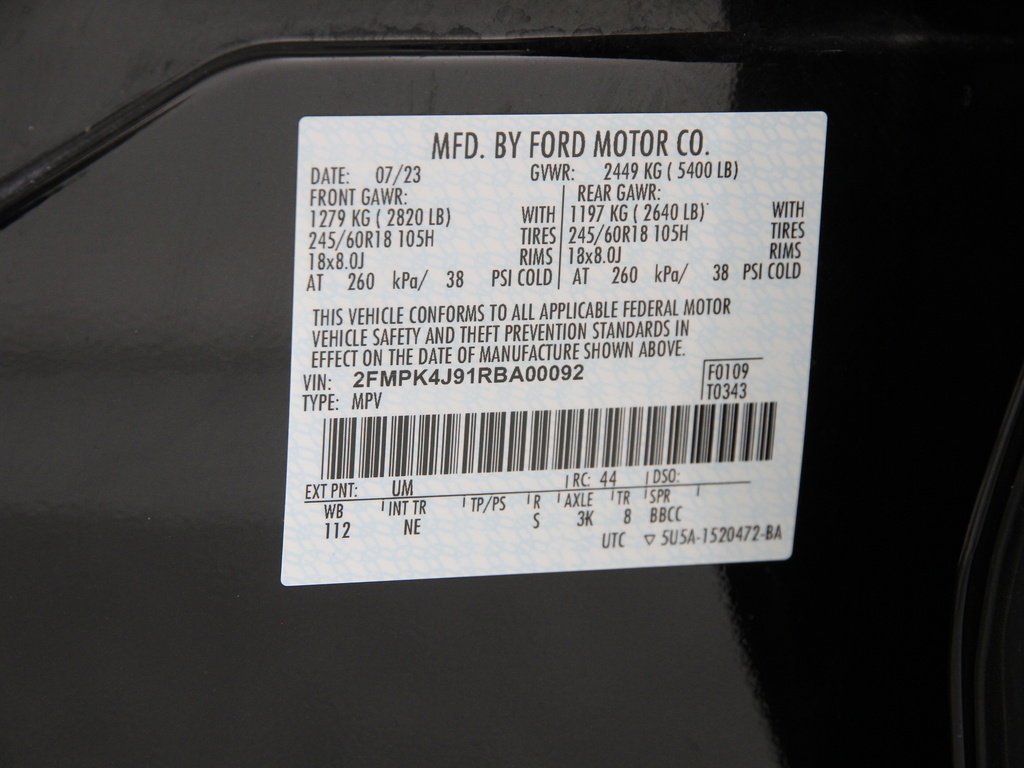 MFD. BY FORD MOTOR CO.
DATE: 07/23 GVWR: 2449 KG ( 5400 LB)
FRONT GAWR: REAR GAWR:
1279 KG ( 2820 LB) WITH 1197 KG ( 2640 LB) WITH
245/60R18 105H TIRES 245/60R18 105H TIRES
18x8.0J RIMS 18x8.0J RIMS
AT 260 kPa/ 38 PSI COLD AT 260 kPa/ 38 PSI COLD
THIS VEHICLE CONFORMS TO ALL APPLICABLE FEDERAL MOTOR
VEHICLE SAFETY AND THEFT PREVENTION STANDARDS IN
EFFECT ON THE DATE OF MANUFACTURE SHOWN ABOVE.
VIN: 2FMPK4J91RBA00092 F0109
TYPE: MPV T0343
EXT PNT: UM RC: 44 DSO:
WB INT TR TP/PS R AXLE TR SPR
112 NE S 3K 8 BBCC
UTC ▽ 5U5A-1520472-BA